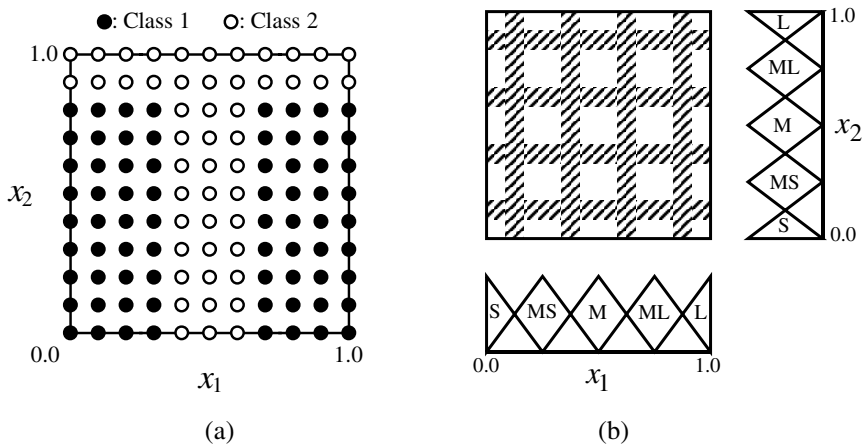 ●: Class 1 ○: Class 2
1.0
x2
0.0
1.0
x1
(a)
1.0
L
ML
M
MS
S
x2
0.0
S MS M ML L
0.0
1.0
x1
(b)